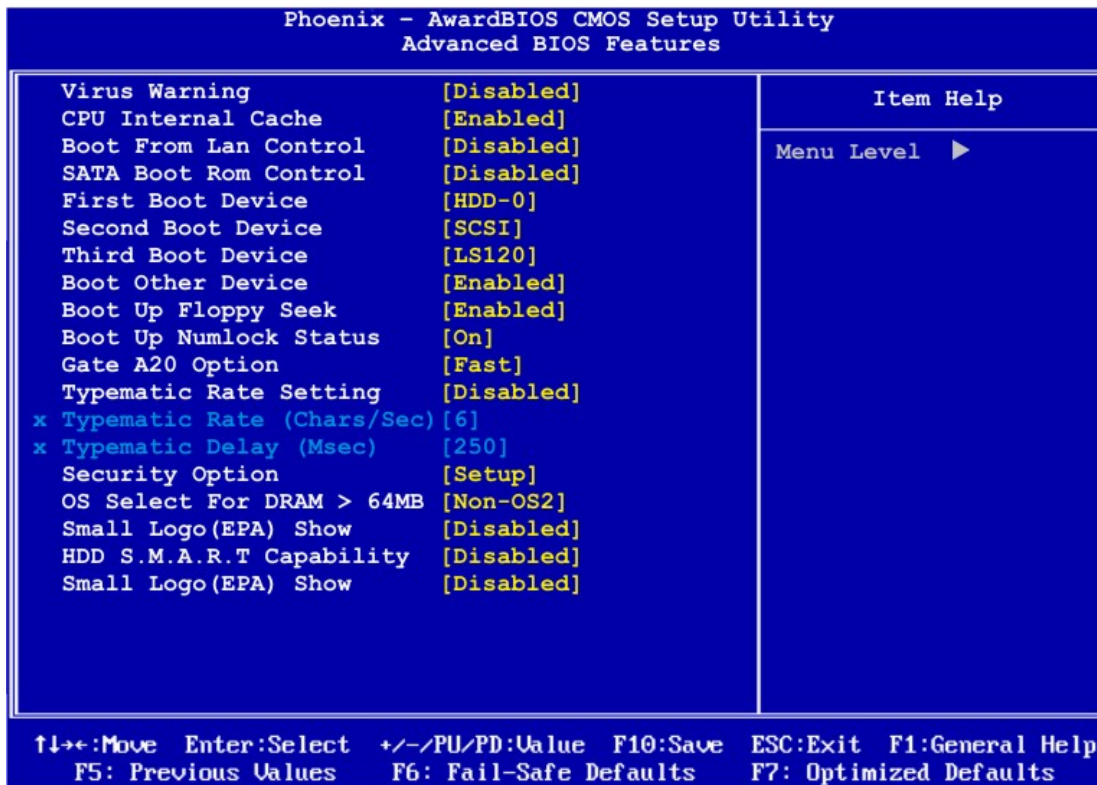 Phoenix - AwardBIOS CMOS Setup Utility
Advanced BIOS Features
Virus Warning [Disabled]
CPU Internal Cache [Enabled]
Boot From Lan Control [Disabled]
SATA Boot Rom Control [Disabled]
First Boot Device [HDD-0]
Second Boot Device [SCSI]
Third Boot Device [LS120]
Boot Other Device [Enabled]
Boot Up Floppy Seek [Enabled]
Boot Up Numlock Status [On]
Gate A20 Option [Fast]
Typematic Rate Setting [Disabled]
x Typematic Rate (Chars/Sec) [6]
x Typematic Delay (Msec) [250]
Security Option [Setup]
OS Select For DRAM > 64MB [Non-OS2]
Small Logo(EPA) Show [Disabled]
HDD S.M.A.R.T Capability [Disabled]
Small Logo(EPA) Show [Disabled]
Item Help
Menu Level ▶
↑↓→←:Move Enter:Select +/-/PU/PD:Value F10:Save ESC:Exit F1:General Help
F5: Previous Values F6: Fail-Safe Defaults F7: Optimized Defaults